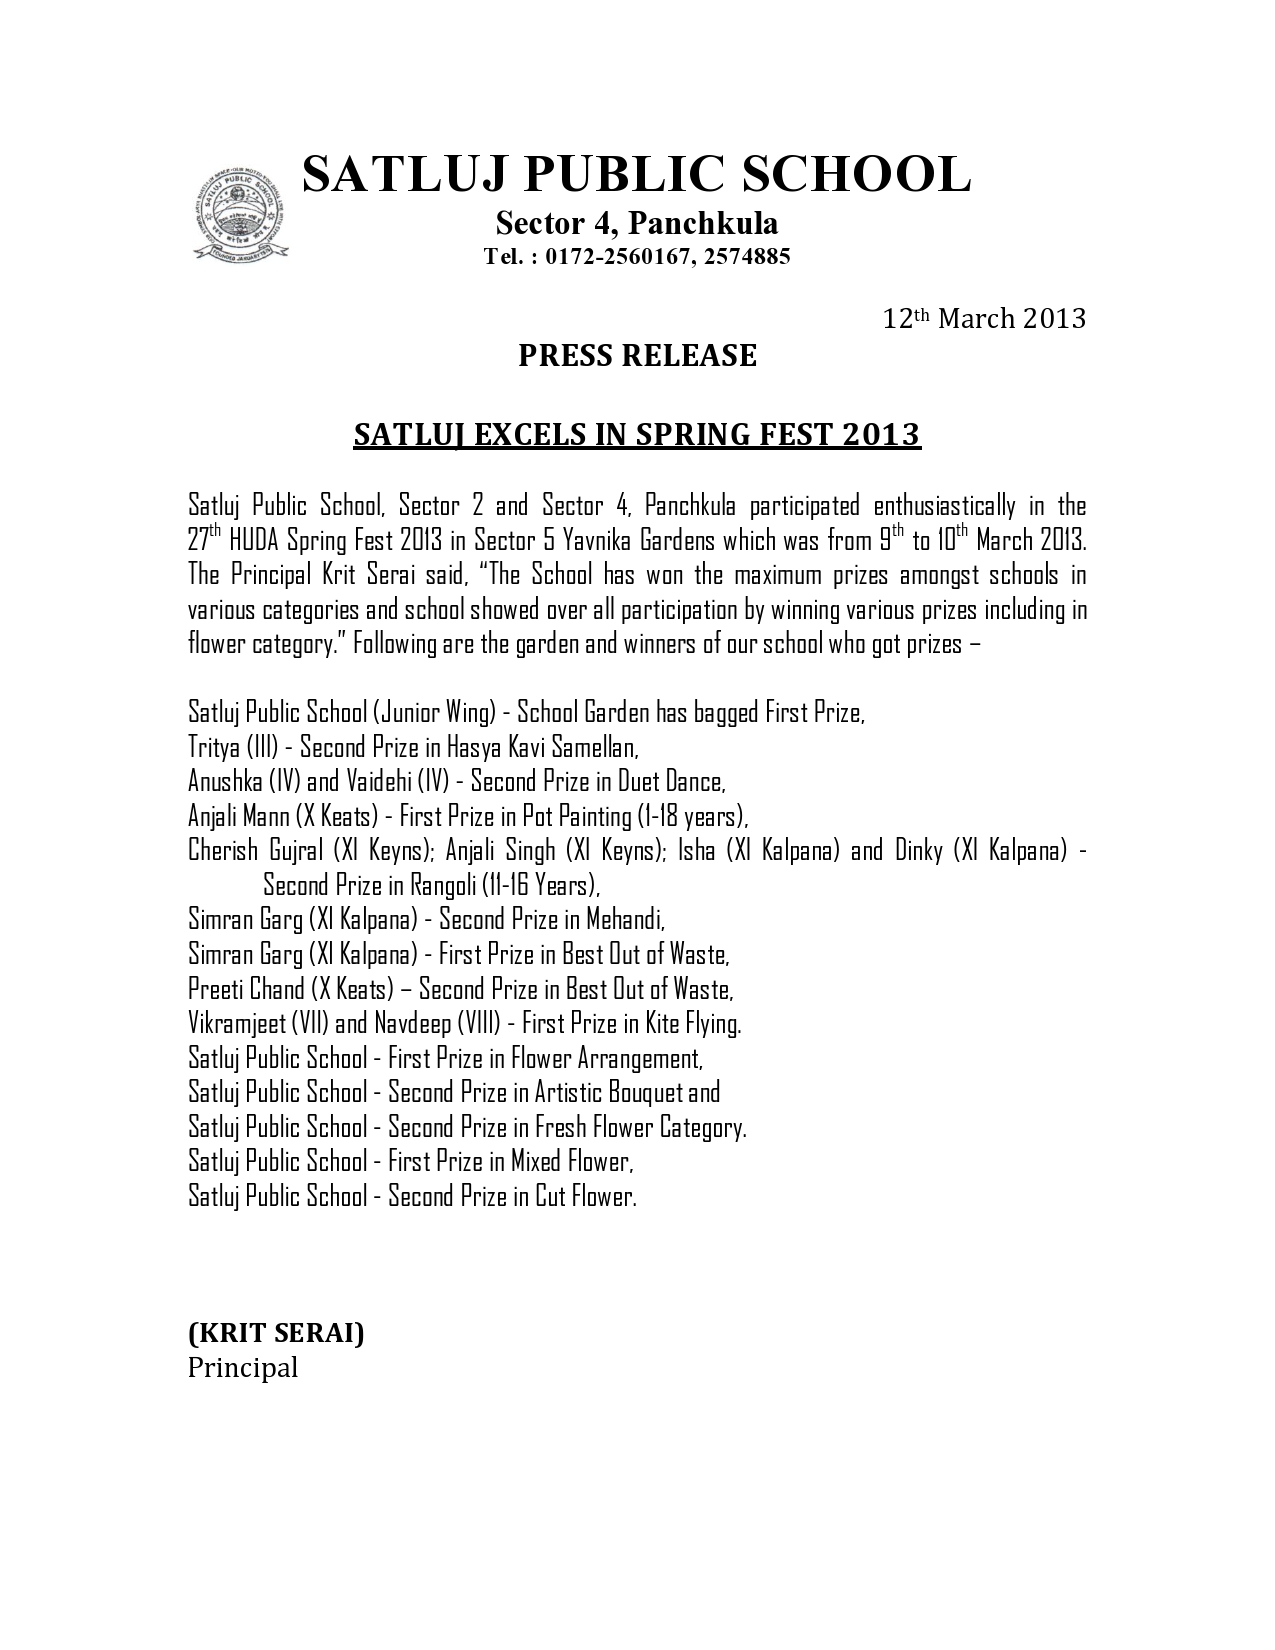 SATLUJ PUBLIC SCHOOL
Sector 4, Panchkula
Tel. : 0172-2560167, 2574885
SATLUJ PUBLIC SCHOOL
FOUNDED JANUARY 1976
12th March 2013
PRESS RELEASE
SATLUJ EXCELS IN SPRING FEST 2013
Satluj Public School, Sector 2 and Sector 4, Panchkula participated enthusiastically in the
27th HUDA Spring Fest 2013 in Sector 5 Yavnika Gardens which was from 9th to 10th March 2013.
The Principal Krit Serai said, “The School has won the maximum prizes amongst schools in
various categories and school showed over all participation by winning various prizes including in
flower category.” Following are the garden and winners of our school who got prizes –
Satluj Public School (Junior Wing) - School Garden has bagged First Prize,
Tritya (III) - Second Prize in Hasya Kavi Samellan,
Anushka (IV) and Vaidehi (IV) - Second Prize in Duet Dance,
Anjali Mann (X Keats) - First Prize in Pot Painting (1-18 years),
Cherish Gujral (XI Keyns); Anjali Singh (XI Keyns); Isha (XI Kalpana) and Dinky (XI Kalpana) -
Second Prize in Rangoli (11-16 Years),
Simran Garg (XI Kalpana) - Second Prize in Mehandi,
Simran Garg (XI Kalpana) - First Prize in Best Out of Waste,
Preeti Chand (X Keats) – Second Prize in Best Out of Waste,
Vikramjeet (VII) and Navdeep (VIII) - First Prize in Kite Flying.
Satluj Public School - First Prize in Flower Arrangement,
Satluj Public School - Second Prize in Artistic Bouquet and
Satluj Public School - Second Prize in Fresh Flower Category.
Satluj Public School - First Prize in Mixed Flower,
Satluj Public School - Second Prize in Cut Flower.
(KRIT SERAI)
Principal